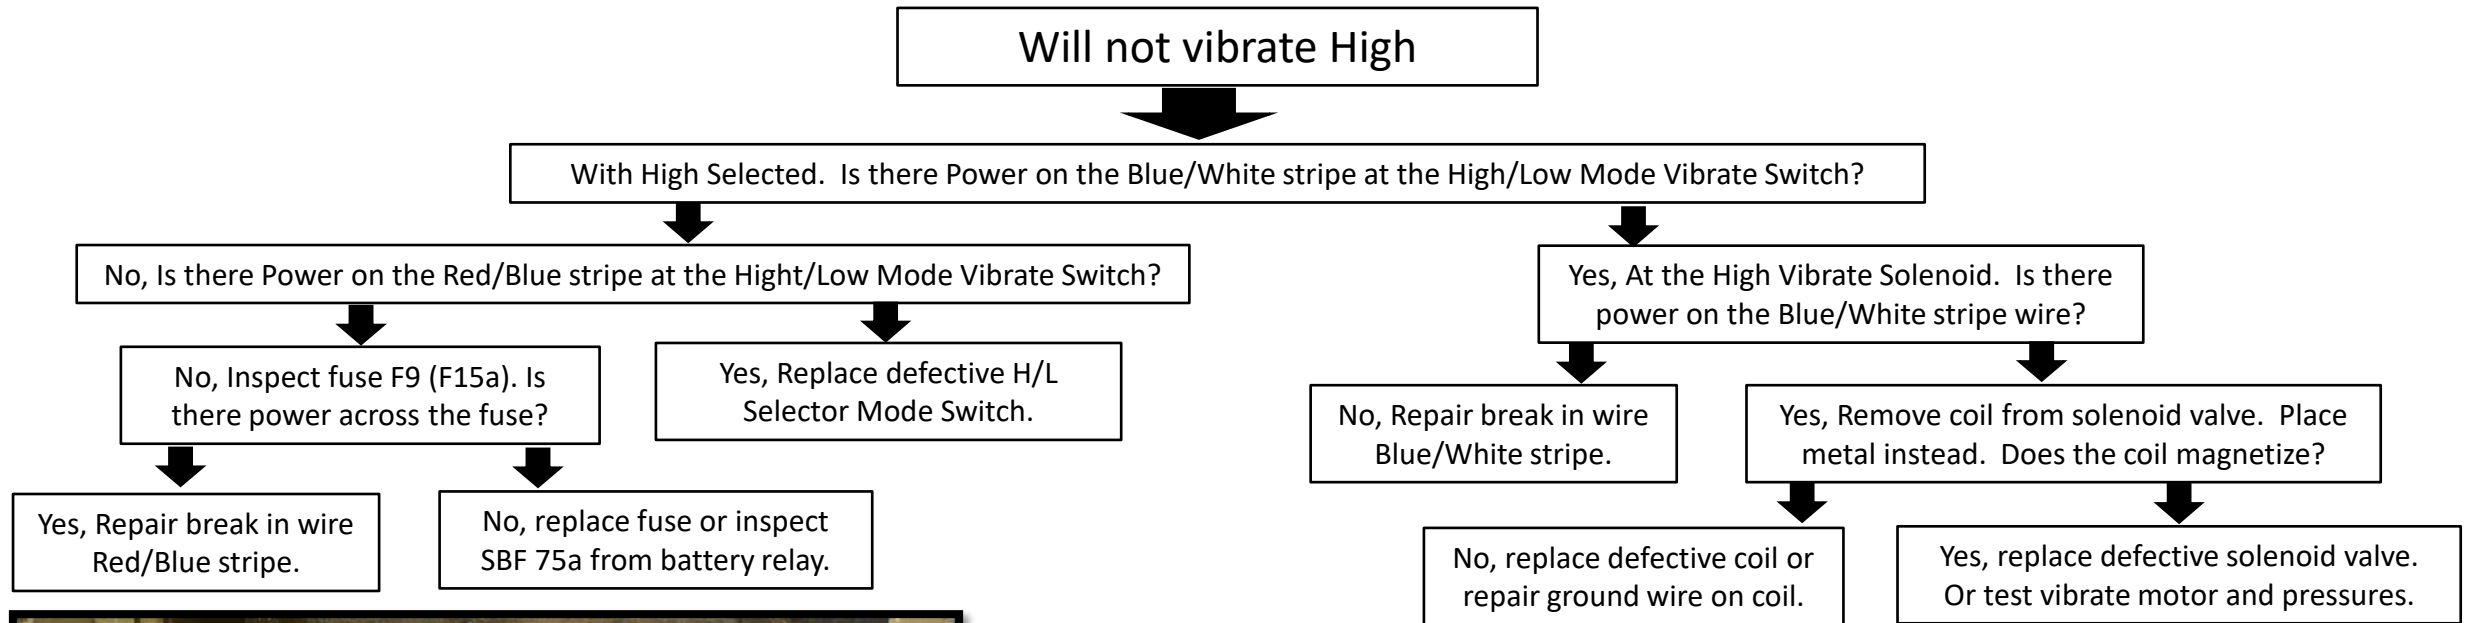 Will not vibrate High
With High Selected.  Is there Power on the Blue/White stripe at the High/Low Mode Vibrate Switch?
No, Is there Power on the Red/Blue stripe at the Hight/Low Mode Vibrate Switch?
Yes, At the High Vibrate Solenoid.  Is there
power on the Blue/White stripe wire?
No, Inspect fuse F9 (F15a). Is
there power across the fuse?
Yes, Replace defective H/L
Selector Mode Switch.
No, Repair break in wire
Blue/White stripe.
Yes, Remove coil from solenoid valve.  Place
metal instead.  Does the coil magnetize?
Yes, Repair break in wire
Red/Blue stripe.
No, replace fuse or inspect
SBF 75a from battery relay.
No, replace defective coil or
repair ground wire on coil.
Yes, replace defective solenoid valve.
Or test vibrate motor and pressures.